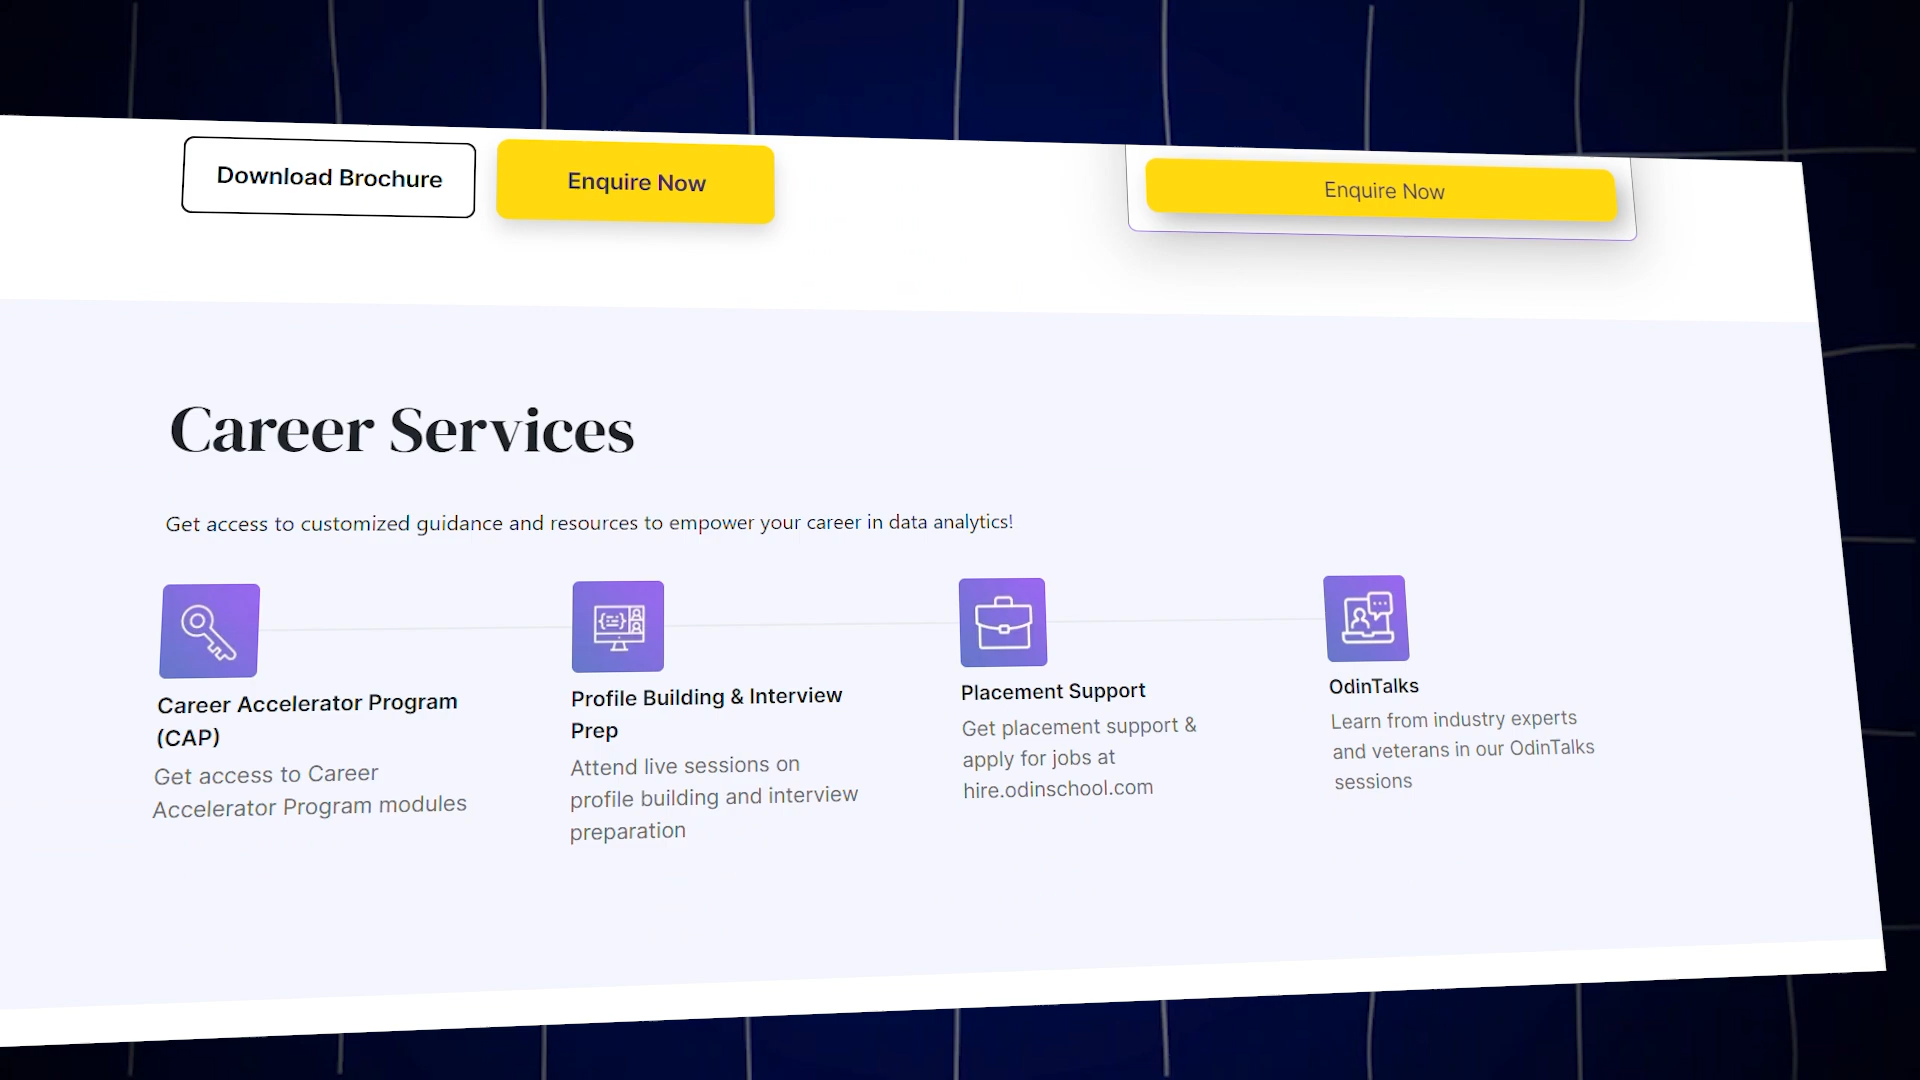 Download Brochure
Enquire Now
Enquire Now
Career Services
Get access to customized guidance and resources to empower your career in data analytics!
Career Accelerator Program
(CAP)
Get access to Career
Accelerator Program modules
Profile Building & Interview
Prep
Attend live sessions on
profile building and interview
preparation
Placement Support
Get placement support &
apply for jobs at
hire.odinschool.com
OdinTalks
Learn from industry experts
and veterans in our OdinTalks
sessions